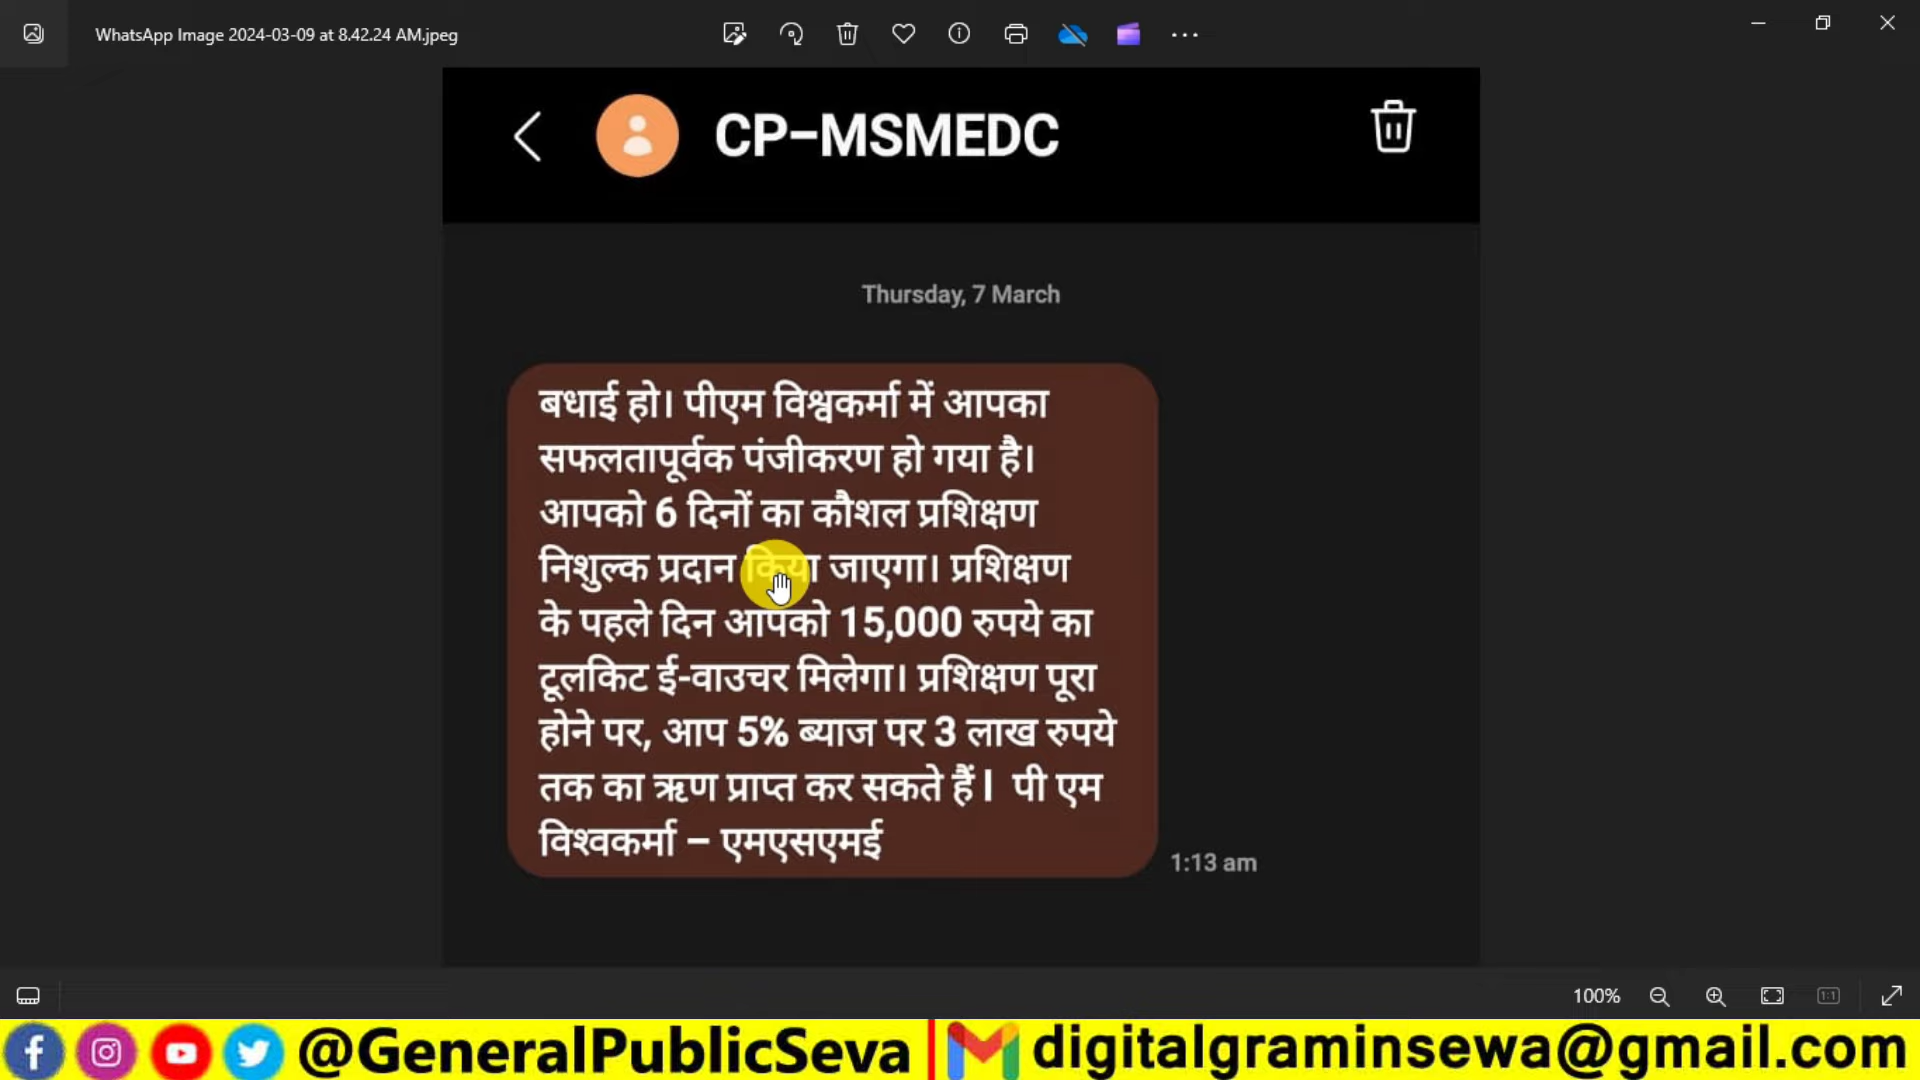 WhatsApp Image 2024-03-09 at 8.42.24 AM.jpeg
CP-MSMEDC
Thursday, 7 March
बधाई हो। पीएम विश्वकर्मा में आपका
सफलतापूर्वक पंजीकरण हो गया है।
आपको 6 दिनों का कौशल प्रशिक्षण
निशुल्क प्रदान किया जाएगा। प्रशिक्षण
के पहले दिन आपको 15,000 रुपये का
टूलकिट ई-वाउचर मिलेगा। प्रशिक्षण पूरा
होने पर, आप 5% ब्याज पर 3 लाख रुपये
तक का ऋण प्राप्त कर सकते हैं। पी एम
विश्वकर्मा – एमएसएमई
1:13 am
100%
1:1
@GeneralPublicSeva
digitalgraminsewa@gmail.com